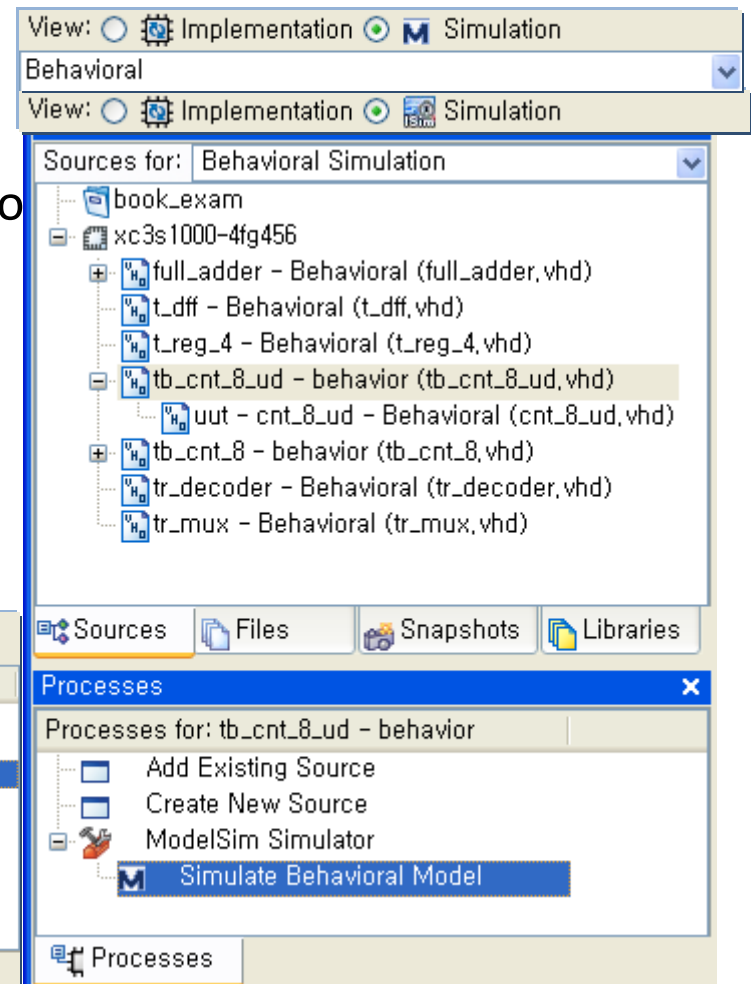 View: Implementation Simulation
Behavioral
View: Implementation Simulation
Sources for: Behavioral Simulation
o
book_exam
xc3s1000-4fg456
full_adder - Behavioral (full_adder,vhd)
t_dff - Behavioral (t_dff,vhd)
t_reg_4 - Behavioral (t_reg_4,vhd)
tb_cnt_8_ud - behavior (tb_cnt_8_ud,vhd)
uut - cnt_8_ud - Behavioral (cnt_8_ud,vhd)
tb_cnt_8 - behavior (tb_cnt_8,vhd)
tr_decoder - Behavioral (tr_decoder,vhd)
tr_mux - Behavioral (tr_mux,vhd)
Sources Files Snapshots Libraries
Processes
Processes for: tb_cnt_8_ud - behavior
Add Existing Source
Create New Source
ModelSim Simulator
Simulate Behavioral Model
Processes